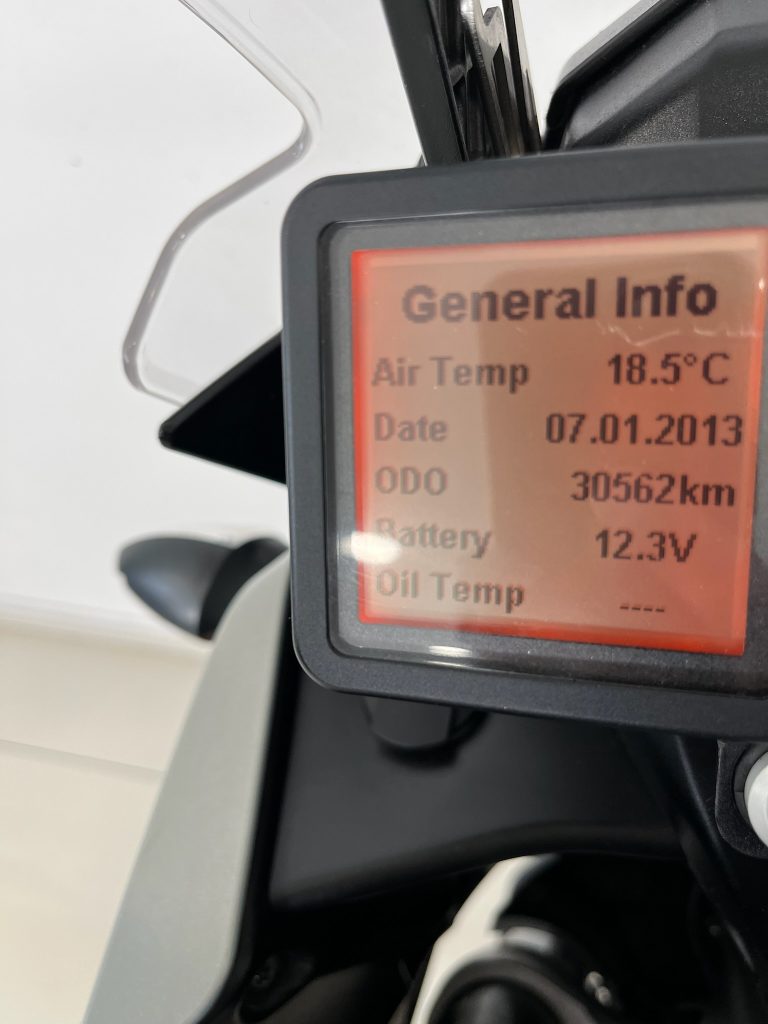 General Info
Air Temp 18.5°C
Date 07.01.2013
ODO 30562km
Battery 12.3V
Oil Temp ----